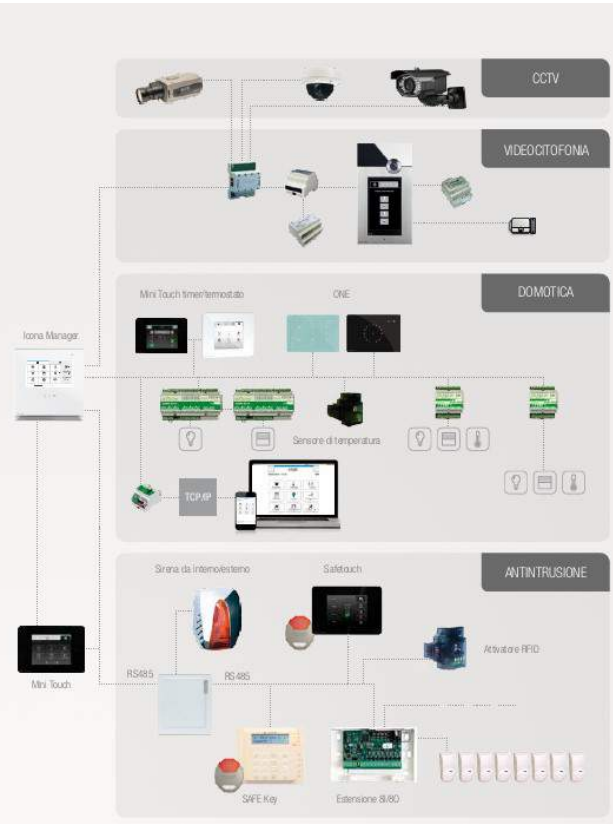 CCTV
VIDEOCITOFONIA
DOMOTICA
Mini Touch timer/termostato
ONE
Icona Manager
Sensore di temperatura
TCP/IP
ANTINTRUSIONE
Sirena da interno/esterno
Safetouch
Attivatore RFID
Mini Touch
RS485
RS485
SAFE Key
Estensione 8I/8O